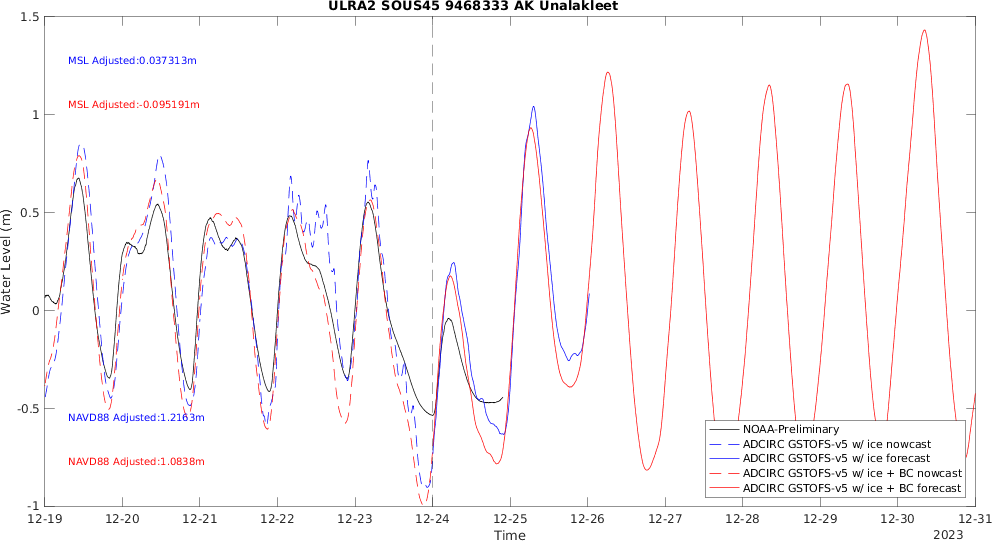 ULRA2 SOUS45 9468333 AK Unalakleet
1.5
MSL Adjusted:0.037313m
MSL Adjusted:-0.095191m
1
0.5
Water Level (m)
0
-0.5
NAVD88 Adjusted:1.2163m
NAVD88 Adjusted:1.0838m
NOAA-Preliminary
ADCIRC GSTOFS-v5 w/ ice nowcast
ADCIRC GSTOFS-v5 w/ ice forecast
ADCIRC GSTOFS-v5 w/ ice + BC nowcast
ADCIRC GSTOFS-v5 w/ ice + BC forecast
-1
12-19 12-20 12-21 12-22 12-23 12-24 12-25 12-26 12-27 12-28 12-29 12-30 12-31
Time
2023